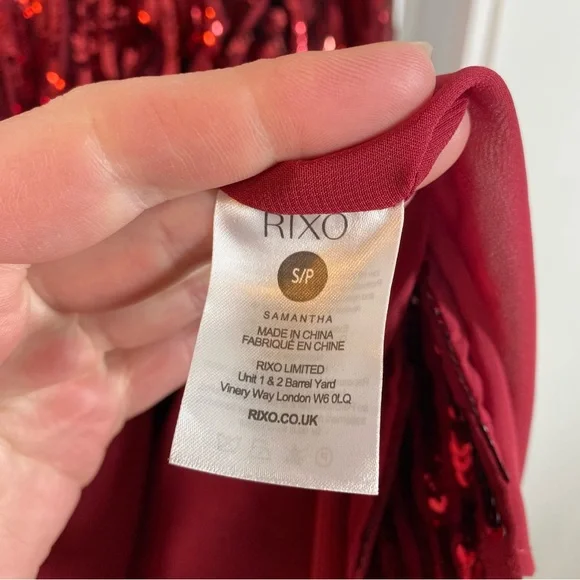 RIXO
S/P
SAMANTHA
MADE IN CHINA
FABRIQUÉ EN CHINE
RIXO LIMITED
Unit 1 & 2 Barrel Yard
Vinery Way London W6 0LQ
RIXO.CO.UK